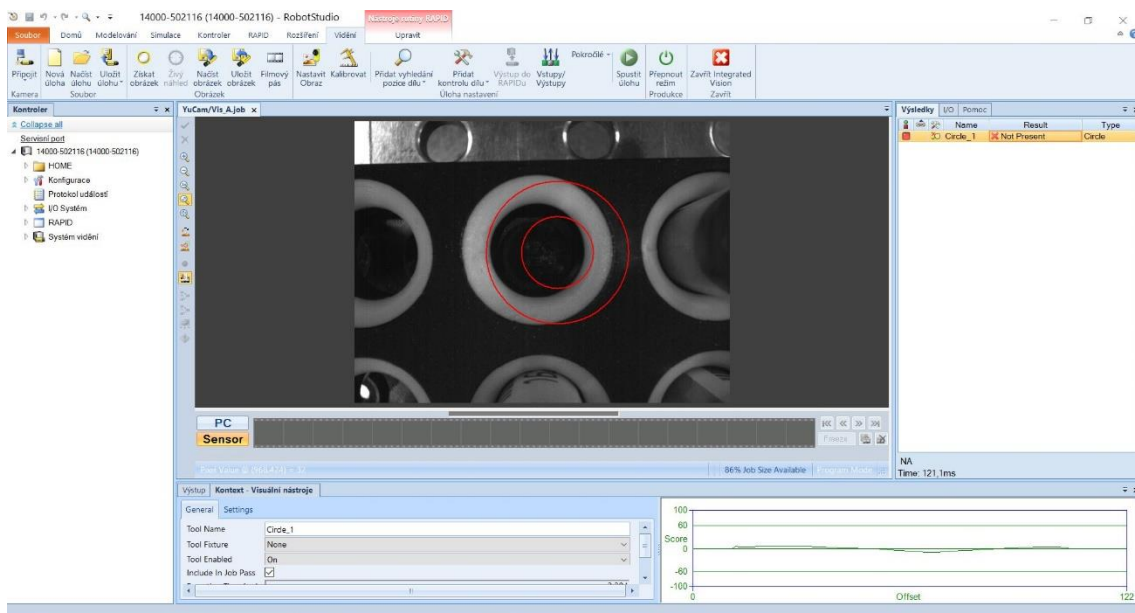 14000-502116 (14000-502116) - RobotStudio
Nástroje rutiny RAPID
Soubor Domů Modelování Simulace Kontroler RAPID Rozšíření Vidění Upravit
Připojit Nová úloha Načíst úlohu Uložit úlohu Získat obrázek Živý náhled Načíst obrázek Uložit obrázek Filmový pás Nastavit Obraz Kalibrovat Přidat vyhledání pozice dílu Přidat kontrolu dílu Výstup do RAPIDu Vstupy/Výstupy Pokročilé Spustit úlohu Přepnout režim Zavřít Integrated Vision
Kamera Soubor Obrázek Úloha nastavení Produkce Zavřít
Kontroler
Collapse all
Servisní port
14000-502116 (14000-502116)
HOME
Konfigurace
Protokol událostí
I/O Systém
RAPID
Systém vidění
YuCam/Vis_A.job
PC
Sensor
Freeze
86% Job Size Available
Program Mode
Výsledky I/O Pomoc
Name Result Type
Circle_1 Not Present Circle
NA
Time: 121,1ms
Výstup Kontext - Visuální nástroje
General Settings
Tool Name Circle_1
Tool Fixture None
Tool Enabled On
Include In Job Pass
100
60
Score
0
-60
-100
0 Offset 122